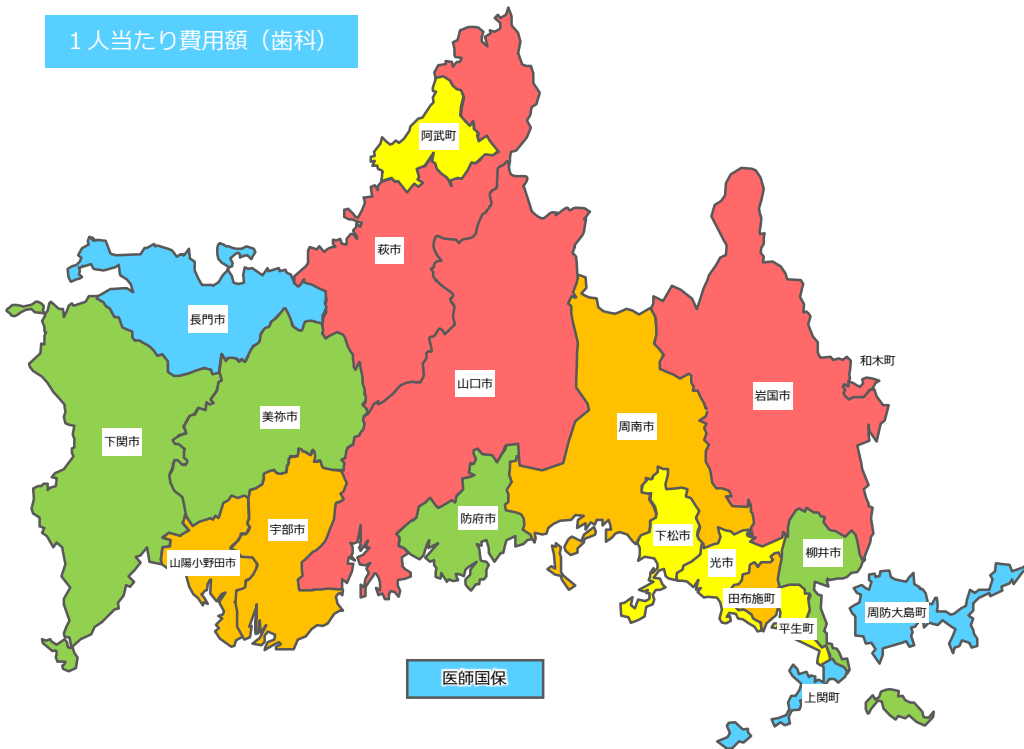 １人当たり費用額（歯科）
阿武町
萩市
長門市
和木町
山口市
岩国市
美祢市
周南市
下関市
防府市
宇部市
下松市
柳井市
山陽小野田市
光市
田布施町
周防大島町
平生町
医師国保
上関町